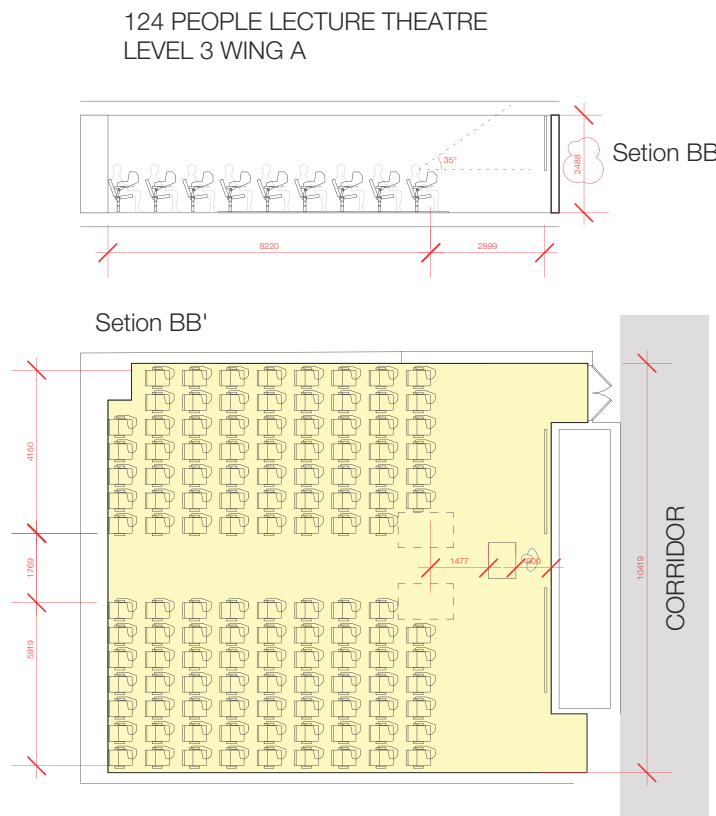 124 PEOPLE LECTURE THEATRE
LEVEL 3 WING A
35°
2488
Setion BB
8220
2899
Setion BB'
4150
1769
5919
1477
900
10419
CORRIDOR